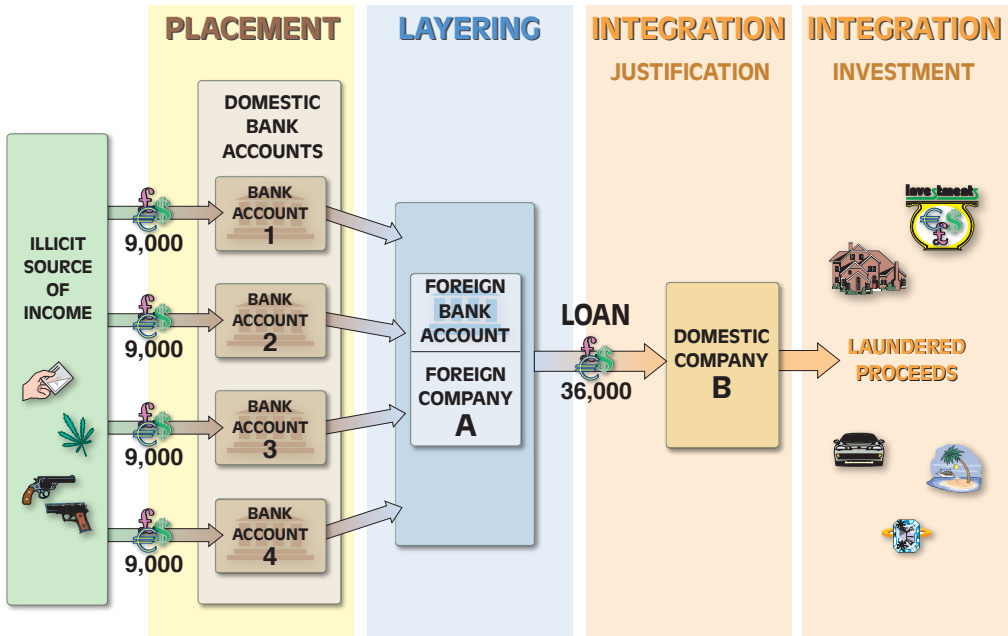 PLACEMENT
LAYERING
INTEGRATION
JUSTIFICATION
INTEGRATION
INVESTMENT
ILLICIT
SOURCE
OF
INCOME
9,000
9,000
9,000
9,000
DOMESTIC
BANK
ACCOUNTS
BANK
ACCOUNT
1
BANK
ACCOUNT
2
BANK
ACCOUNT
3
BANK
ACCOUNT
4
FOREIGN
BANK
ACCOUNT
FOREIGN
COMPANY
A
LOAN
£
€$
36,000
DOMESTIC
COMPANY
B
Investments
€$
£
LAUNDERED
PROCEEDS